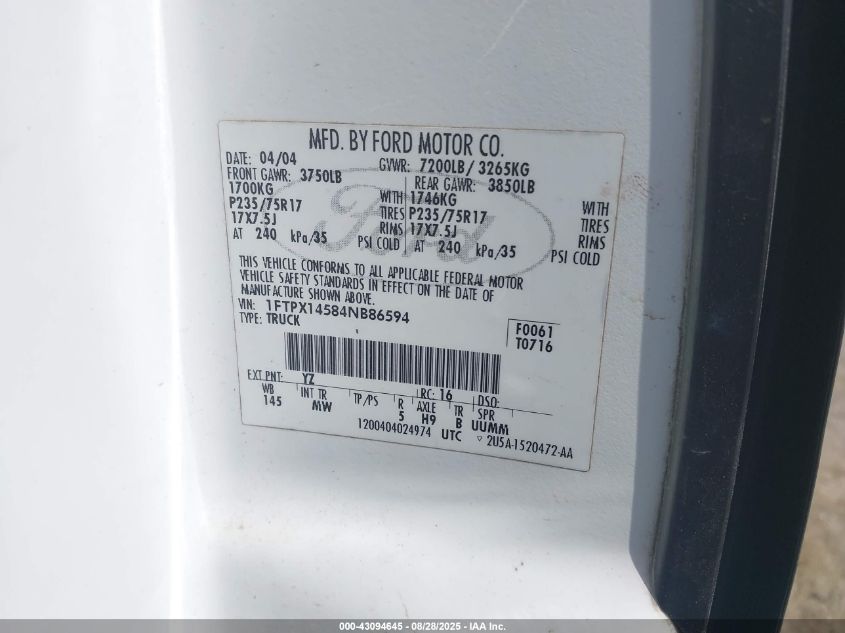 MFD. BY FORD MOTOR CO.
DATE: 04/04 GVWR: 7200LB/ 3265KG
FRONT GAWR: 3750LB REAR GAWR: 3850LB
1700KG WITH 1746KG WITH
P235/75R17 TIRES P235/75R17 TIRES
17X7.5J RIMS 17X7.5J RIMS
AT 240 kPa/35 PSI COLD AT 240 kPa/35 PSI COLD
Ford
THIS VEHICLE CONFORMS TO ALL APPLICABLE FEDERAL MOTOR
VEHICLE SAFETY STANDARDS IN EFFECT ON THE DATE OF
MANUFACTURE SHOWN ABOVE.
VIN: 1FTPX14584NB86594
TYPE: TRUCK
F0061
T0716
EXT PNT: YZ RC: 16 DSO:
WB INT TR TP/PS R AXLE TR SPR
145 MW 5 H9 B UUMM
1200404024974 UTC ▽ 2U5A-1520472-AA
000-43094645 - 08/28/2025 - IAA Inc.